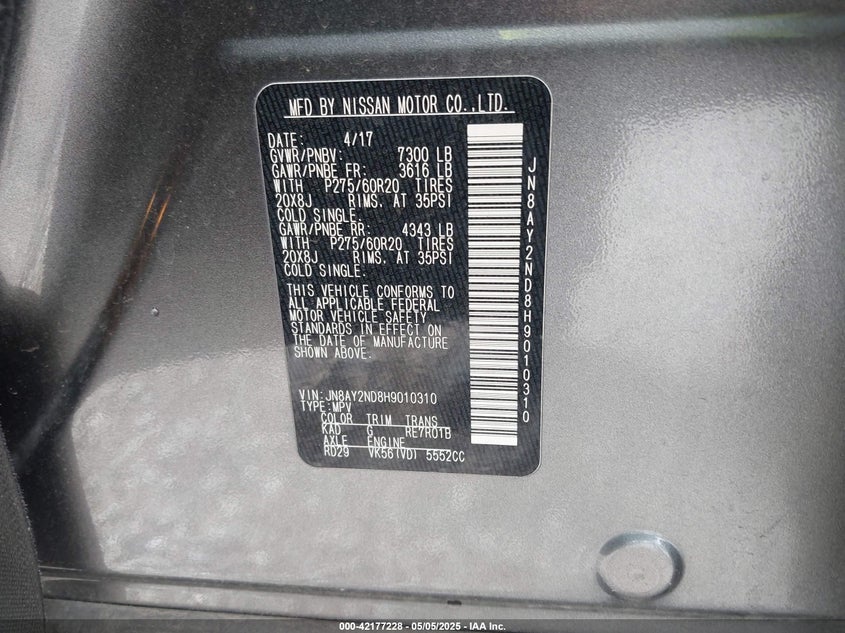 MFD BY NISSAN MOTOR CO.,LTD.
DATE: 4/17
GVWR/PNBV: 7300 LB
GAWR/PNBE FR: 3616 LB
WITH P275/60R20 TIRES
20X8J RIMS. AT 35PSI
COLD SINGLE.
GAWR/PNBE RR: 4343 LB
WITH P275/60R20 TIRES
20X8J RIMS. AT 35PSI
COLD SINGLE.
THIS VEHICLE CONFORMS TO
ALL APPLICABLE FEDERAL
MOTOR VEHICLE SAFETY
STANDARDS IN EFFECT ON
THE DATE OF MANUFACTURE
SHOWN ABOVE.
VIN:JN8AY2ND8H9010310
TYPE:MPV
COLOR TRIM TRANS
KAD G RE7R01B
AXLE ENGINE
RD29 VK56(VD) 5552CC
JN8AY2ND8H9010310
000-42177228 - 05/05/2025 - IAA Inc.